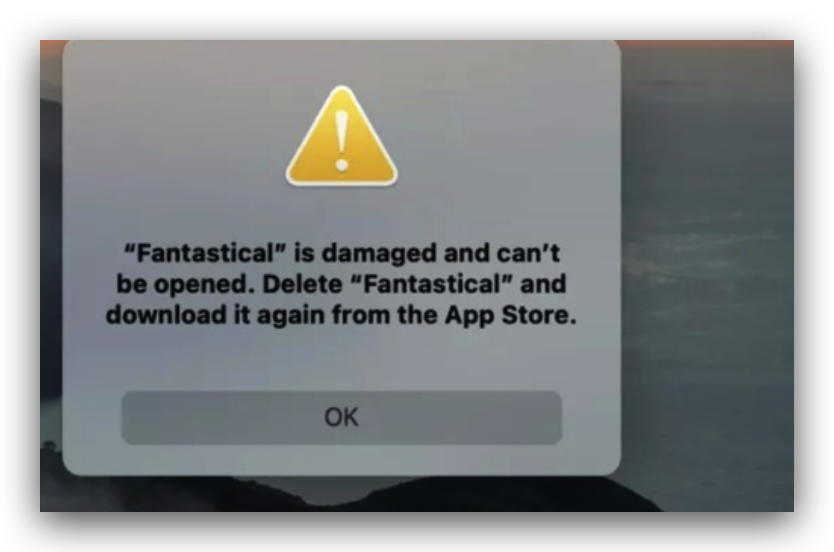 “Fantastical” is damaged and can’t
be opened. Delete “Fantastical” and
download it again from the App Store.
OK